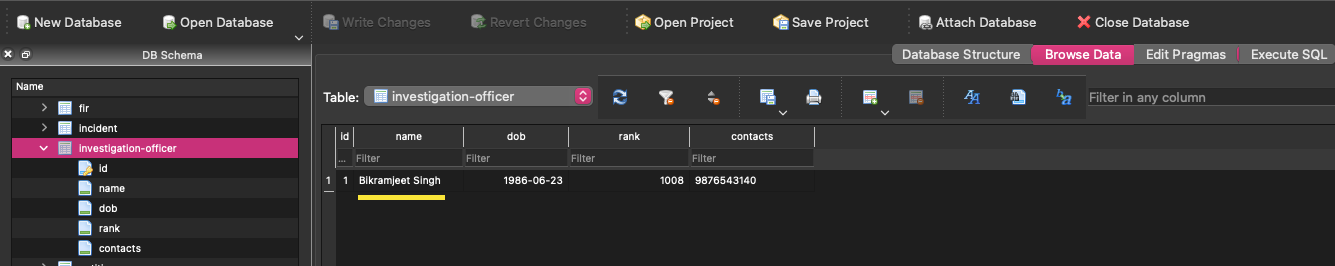 New Database Open Database Write Changes Revert Changes Open Project Save Project Attach Database Close Database
DB Schema
Name
fir
incident
investigation-officer
id
name
dob
rank
contacts
Database Structure Browse Data Edit Pragmas Execute SQL
Table: investigation-officer Filter in any column
id name dob rank contacts
... Filter Filter Filter Filter
1 1 Bikramjeet Singh 1986-06-23 1008 9876543140